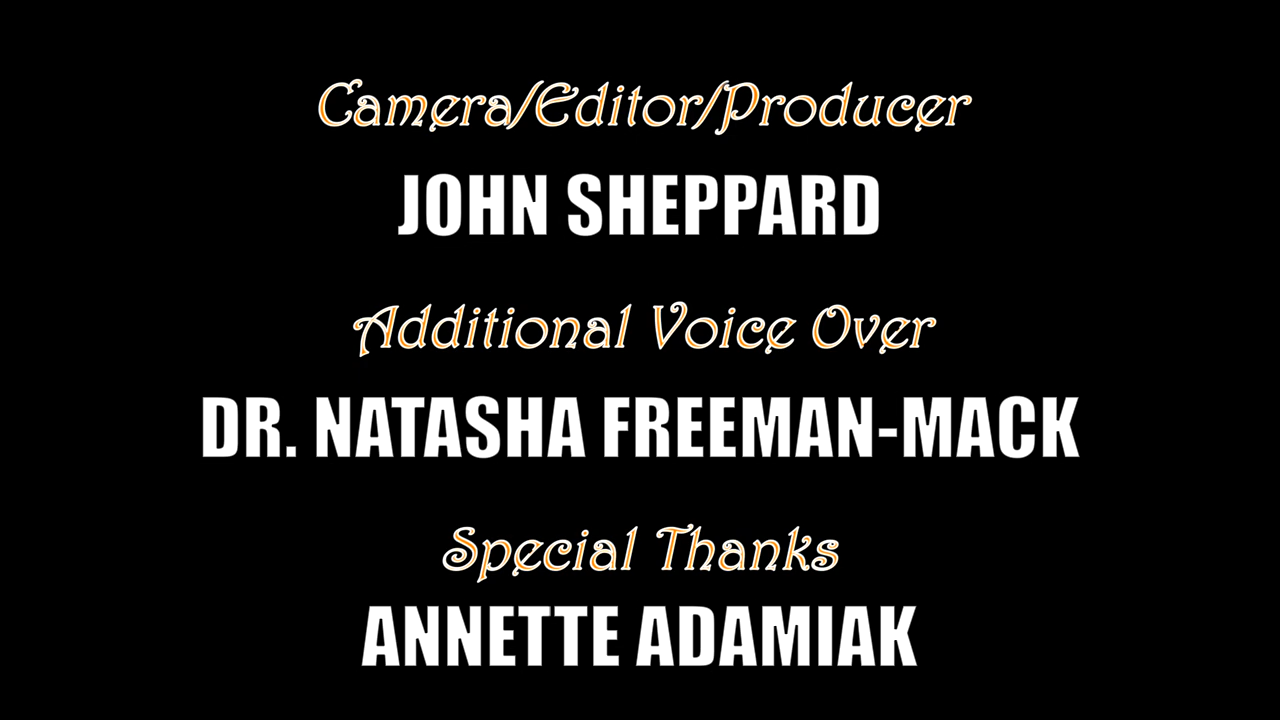 Camera/Editor/Producer
JOHN SHEPPARD
Additional Voice Over
DR. NATASHA FREEMAN-MACK
Special Thanks
ANNETTE ADAMIAK